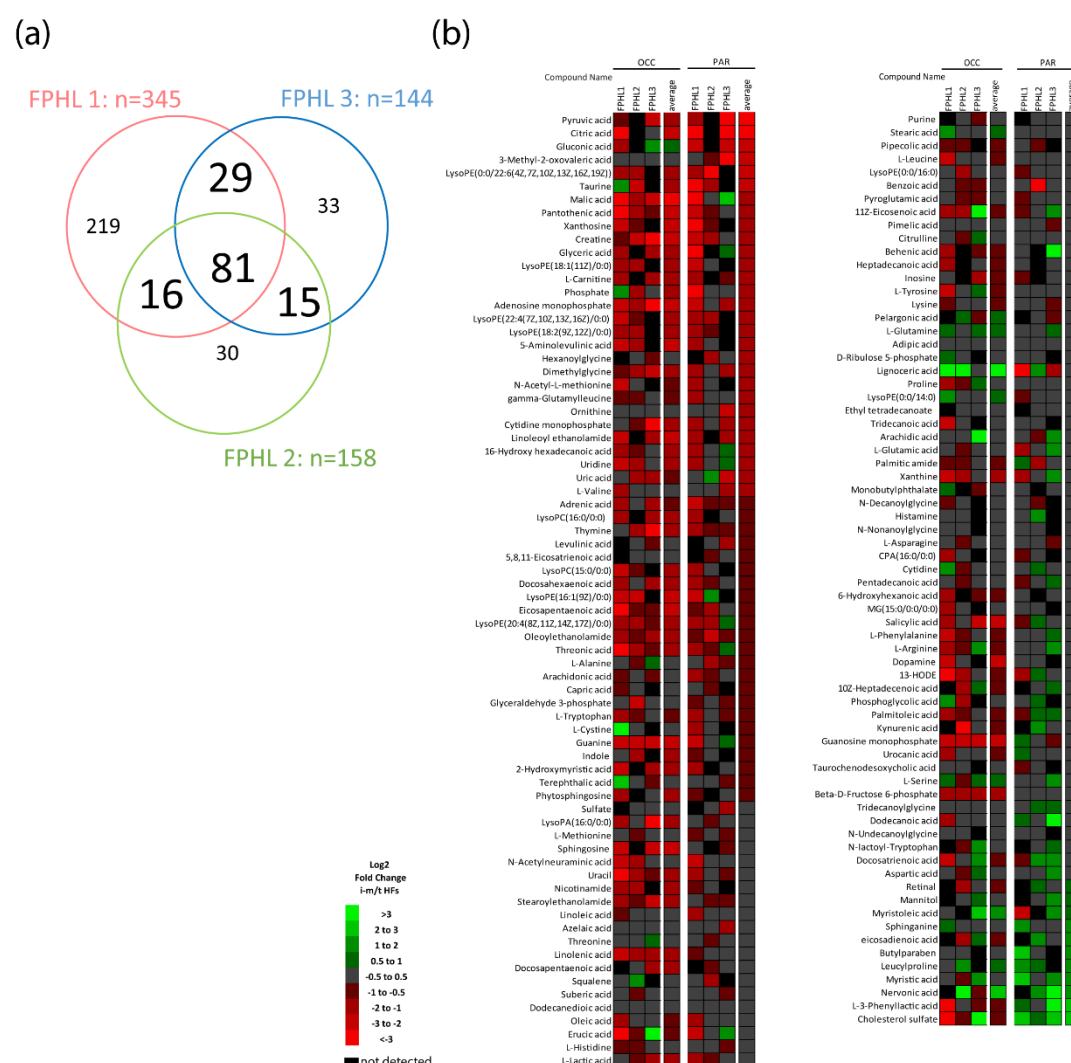 (a)
(b)
FPHL 1: n=345
FPHL 3: n=144
29
33
219
81
16
15
30
FPHL 2: n=158
OCC
PAR
Compound Name
FPHL1
FPHL2
FPHL3
average
FPHL1
FPHL2
FPHL3
average
Pyruvic acid
Citric acid
Gluconic acid
3-Methyl-2-oxovaleric acid
LysoPE(0:0/22:6(4Z,7Z,10Z,13Z,16Z,19Z))
Taurine
Malic acid
Pantothenic acid
Xanthosine
Creatine
Glyceric acid
LysoPE(18:1(11Z)/0:0)
L-Carnitine
Phosphate
Adenosine monophosphate
LysoPE(22:4(7Z,10Z,13Z,16Z)/0:0)
LysoPE(18:2(9Z,12Z)/0:0)
5-Aminolevulinic acid
Hexanoylglycine
Dimethylglycine
N-Acetyl-L-methionine
gamma-Glutamylleucine
Ornithine
Cytidine monophosphate
Linoleoyl ethanolamide
16-Hydroxy hexadecanoic acid
Uridine
Uric acid
L-Valine
Adrenic acid
LysoPC(16:0/0:0)
Thymine
Levulinic acid
5,8,11-Eicosatrienoic acid
LysoPC(15:0/0:0)
Docosahexaenoic acid
LysoPE(16:1(9Z)/0:0)
Eicosapentaenoic acid
LysoPE(20:4(8Z,11Z,14Z,17Z)/0:0)
Oleoylethanolamide
Threonic acid
L-Alanine
Arachidonic acid
Capric acid
Glyceraldehyde 3-phosphate
L-Tryptophan
L-Cystine
Guanine
Indole
2-Hydroxymyristic acid
Terephthalic acid
Phytosphingosine
Sulfate
LysoPA(16:0/0:0)
L-Methionine
Sphingosine
N-Acetylneuraminic acid
Uracil
Nicotinamide
Stearoylethanolamide
Linoleic acid
Azelaic acid
Threonine
Linolenic acid
Docosapentaenoic acid
Squalene
Suberic acid
Dodecanedioic acid
Oleic acid
Erucic acid
L-Histidine
L-Lactic acid
OCC
PAR
Compound Name
FPHL1
FPHL2
FPHL3
average
FPHL1
FPHL2
FPHL3
average
Purine
Stearic acid
Pipecolic acid
L-Leucine
LysoPE(0:0/16:0)
Benzoic acid
Pyroglutamic acid
11Z-Eicosenoic acid
Pimelic acid
Citrulline
Behenic acid
Heptadecanoic acid
Inosine
L-Tyrosine
Lysine
Pelargonic acid
L-Glutamine
Adipic acid
D-Ribulose 5-phosphate
Lignoceric acid
Proline
LysoPE(0:0/14:0)
Ethyl tetradecanoate
Tridecanoic acid
Arachidic acid
L-Glutamic acid
Palmitic amide
Xanthine
Monobutylphthalate
N-Decanoylglycine
Histamine
N-Nonanoylglycine
L-Asparagine
CPA(16:0/0:0)
Cytidine
Pentadecanoic acid
6-Hydroxyhexanoic acid
MG(15:0/0:0/0:0)
Salicylic acid
L-Phenylalanine
L-Arginine
Dopamine
13-HODE
10Z-Heptadecenoic acid
Phosphoglycolic acid
Palmitoleic acid
Kynurenic acid
Guanosine monophosphate
Urocanic acid
Taurochenodesoxycholic acid
L-Serine
Beta-D-Fructose 6-phosphate
Tridecanoylglycine
Dodecanoic acid
N-Undecanoylglycine
N-lactoyl-Tryptophan
Docosatrienoic acid
Aspartic acid
Retinal
Mannitol
Myristoleic acid
Sphinganine
eicosadienoic acid
Butylparaben
Leucylproline
Myristic acid
Nervonic acid
L-3-Phenyllactic acid
Cholesterol sulfate
Log2
Fold Change
i-m/t HFs
>3
2 to 3
1 to 2
0.5 to 1
-0.5 to 0.5
-1 to -0.5
-2 to -1
-3 to -2
<-3
not detected